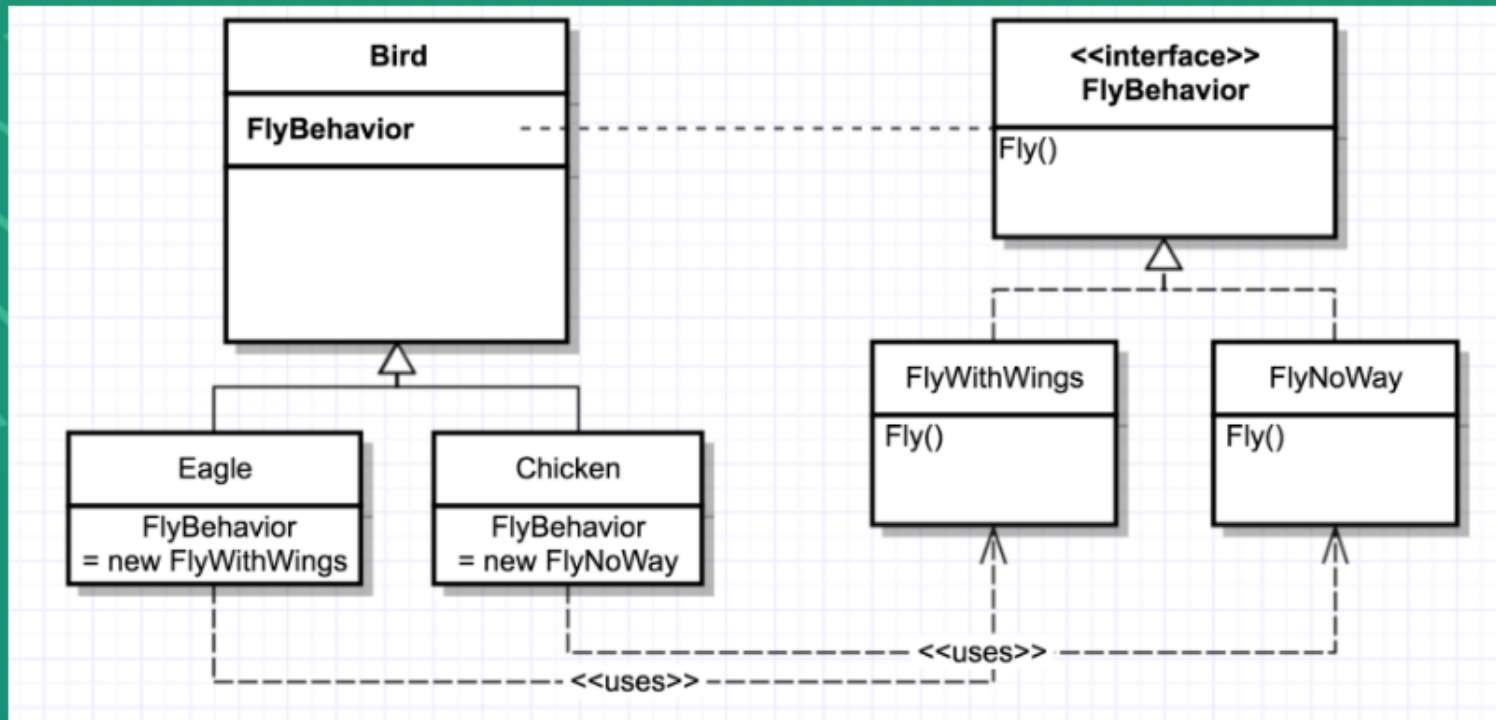 Bird
FlyBehavior
<<interface>>
FlyBehavior
Fly()
Eagle
FlyBehavior
= new FlyWithWings
Chicken
FlyBehavior
= new FlyNoWay
FlyWithWings
Fly()
FlyNoWay
Fly()
<<uses>>
<<uses>>